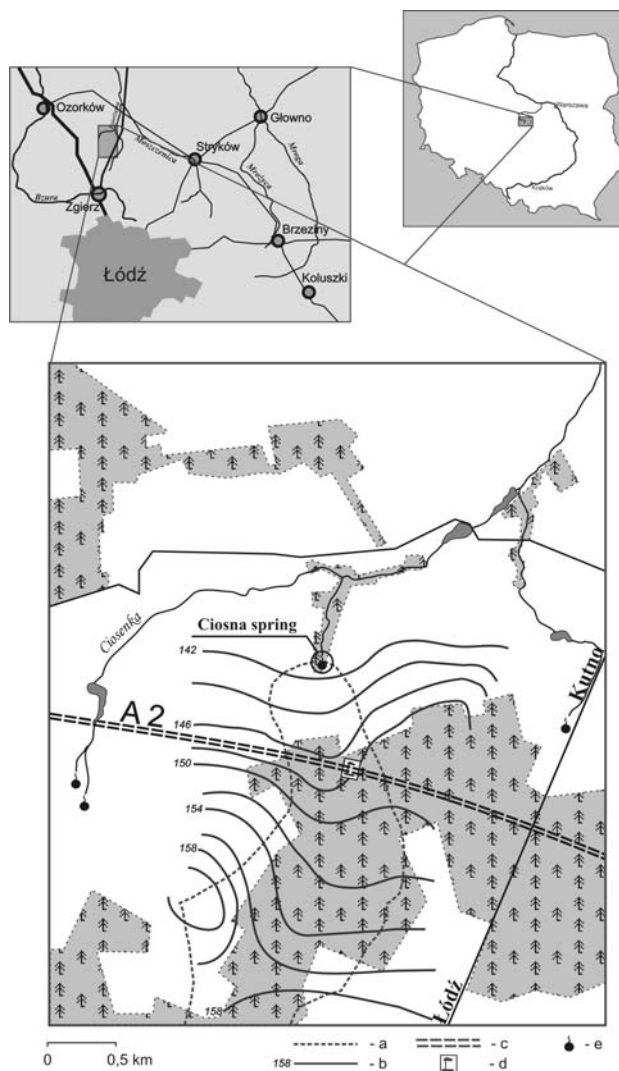 Ozorków
Głowno
Stryków
Moszczenica
Mrożyca
Mroga
Bzura
Zgierz
Brzeziny
Łódź
Koluszki
Warszawa
Kraków
Ciosenka
Ciosna spring
142
Kutno
A 2
146
150
154
158
Łódź
158
0 0,5 km
- a
158 - b
- c
- d
- e